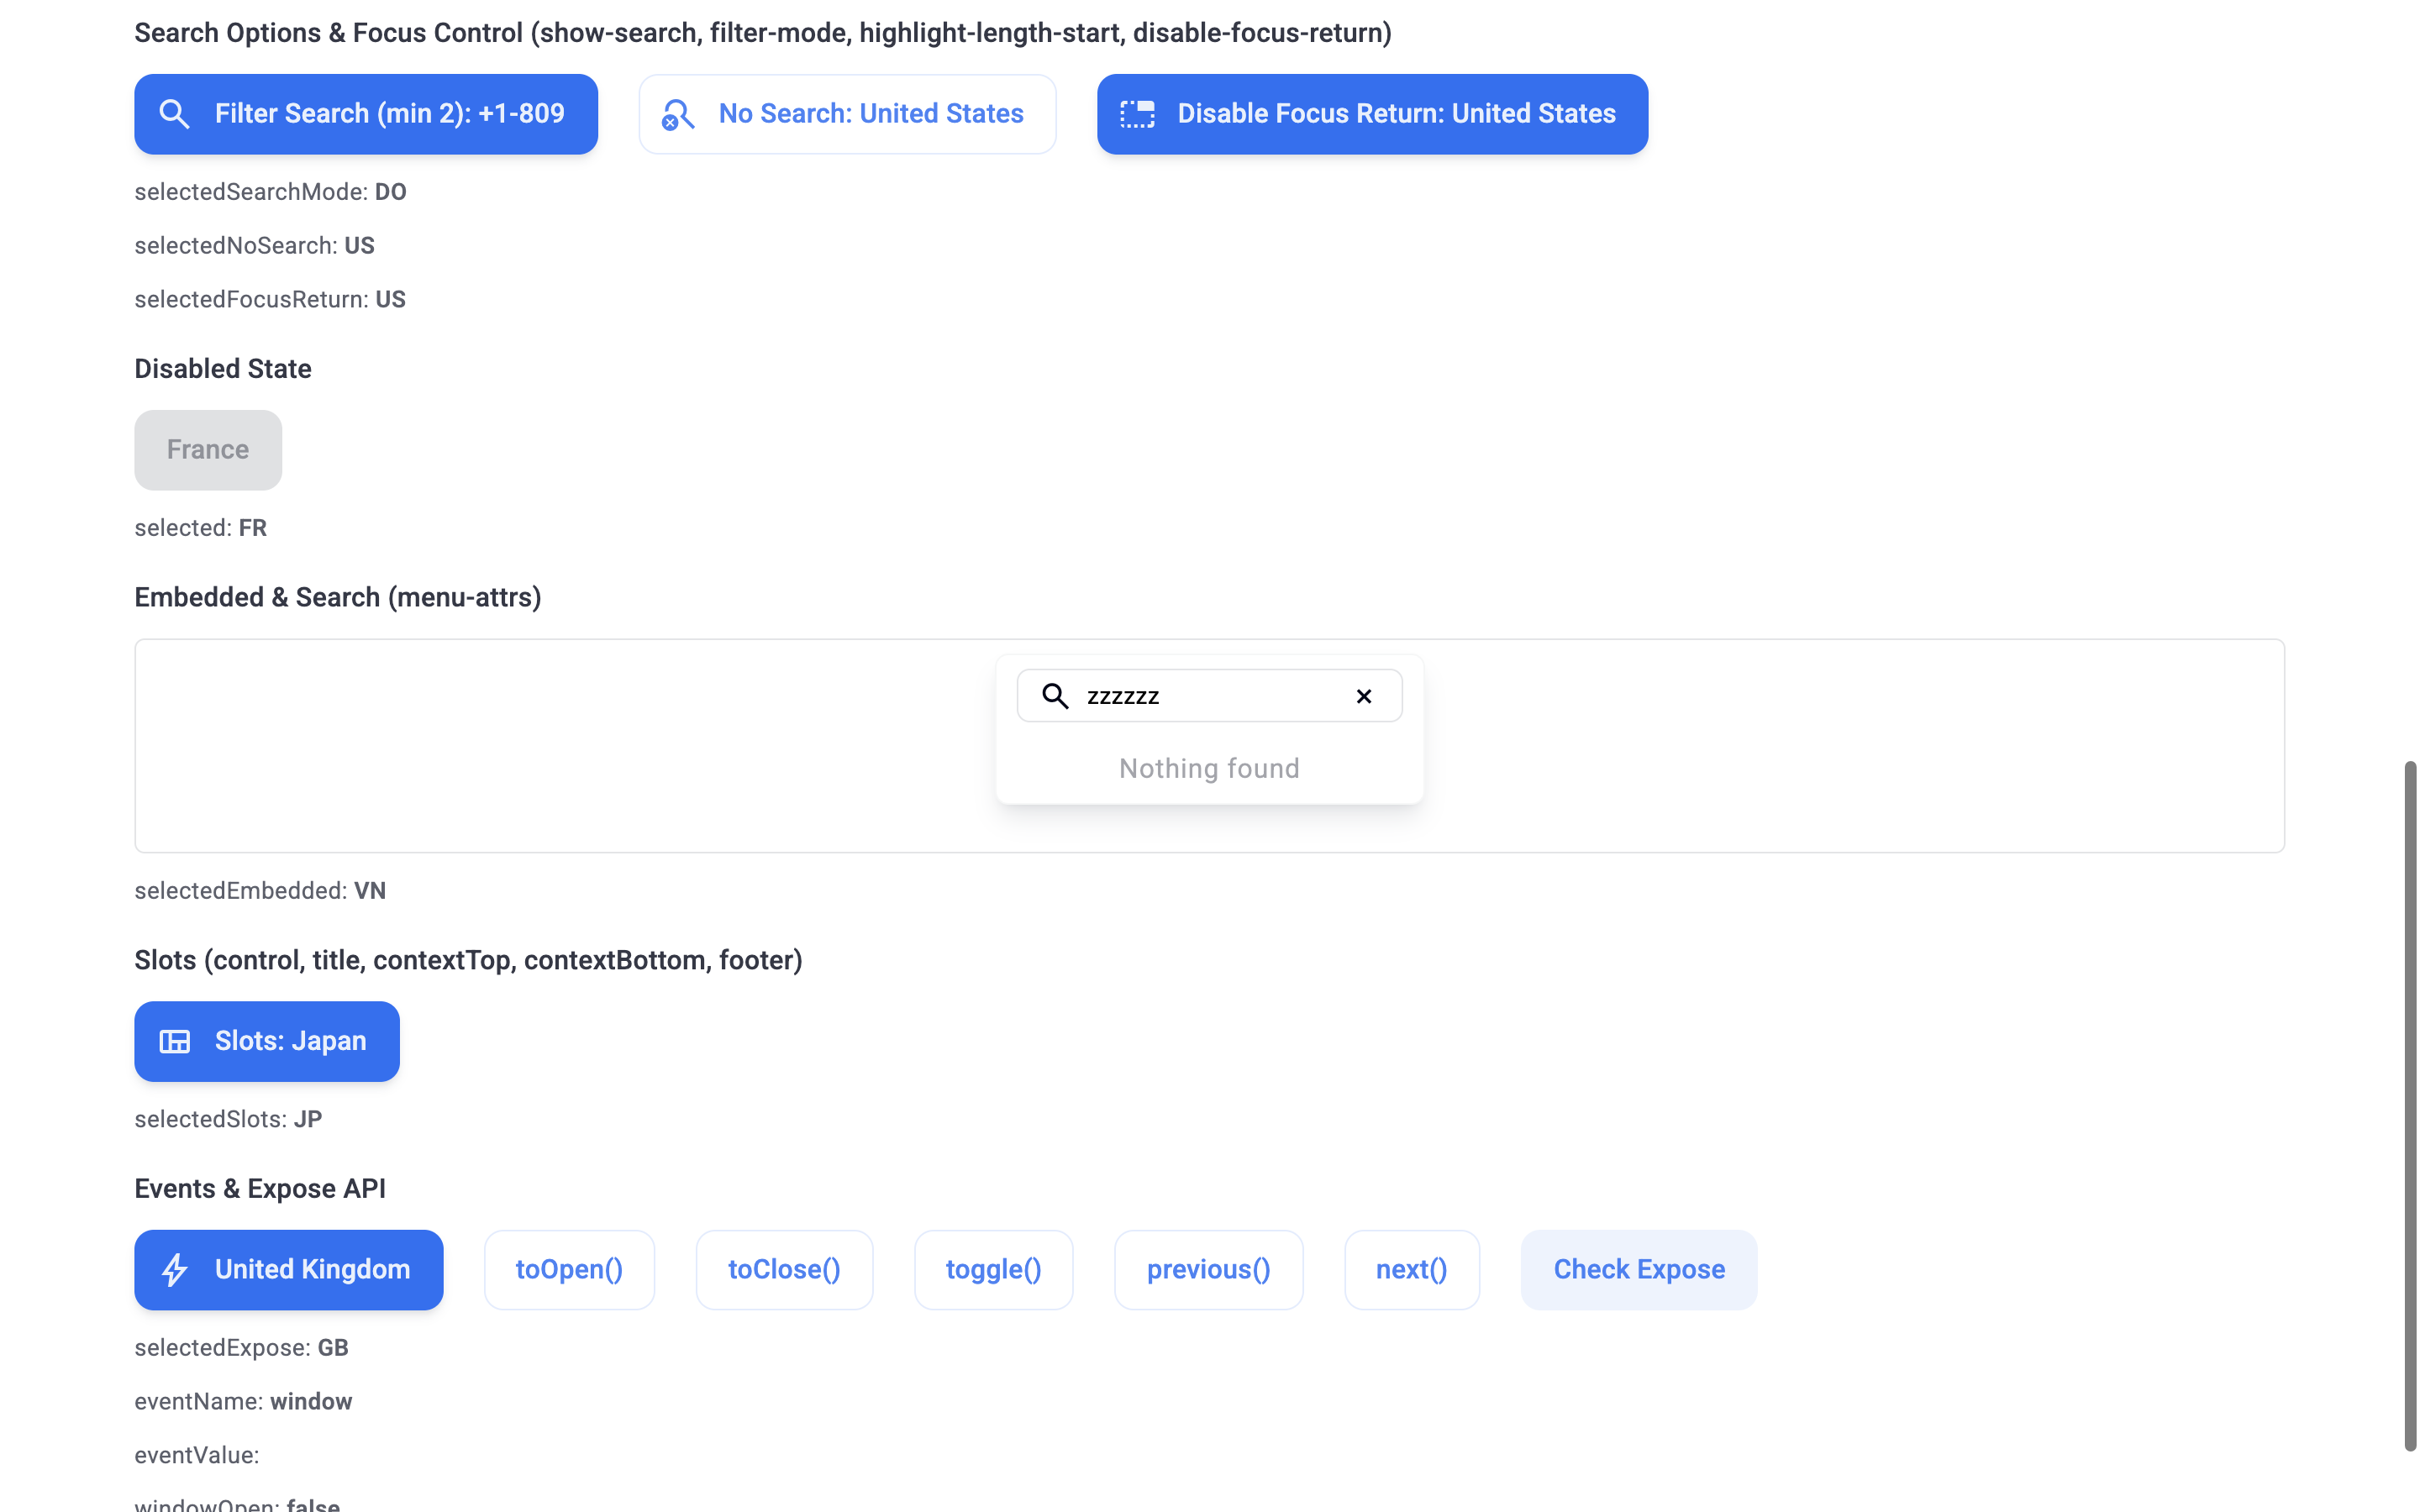 Search Options & Focus Control (show-search, filter-mode, highlight-length-start, disable-focus-return)
Filter Search (min 2): +1-809
No Search: United States
Disable Focus Return: United States
selectedSearchMode: DO
selectedNoSearch: US
selectedFocusReturn: US
Disabled State
France
selected: FR
Embedded & Search (menu-attrs)
zzzzzz
Nothing found
selectedEmbedded: VN
Slots (control, title, contextTop, contextBottom, footer)
Slots: Japan
selectedSlots: JP
Events & Expose API
United Kingdom
toOpen()
toClose()
toggle()
previous()
next()
Check Expose
selectedExpose: GB
eventName: window
eventValue:
windowOpen: false